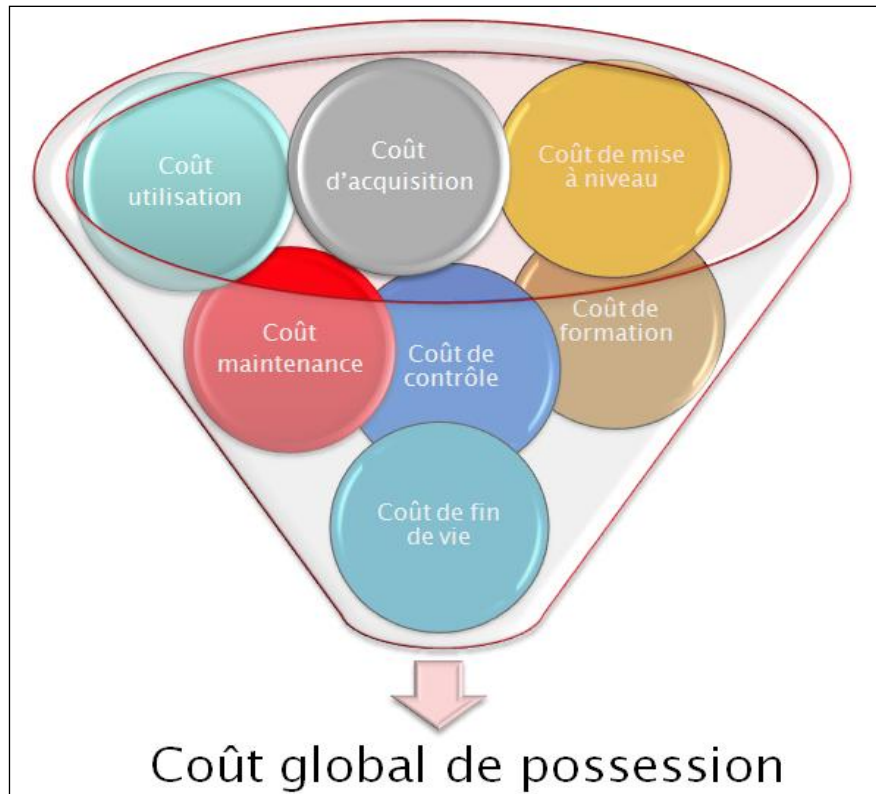 Coût
utilisation
Coût
d’acquisition
Coût de mise
à niveau
Coût
maintenance
Coût de
contrôle
Coût de
formation
Coût de fin
de vie
Coût global de possession